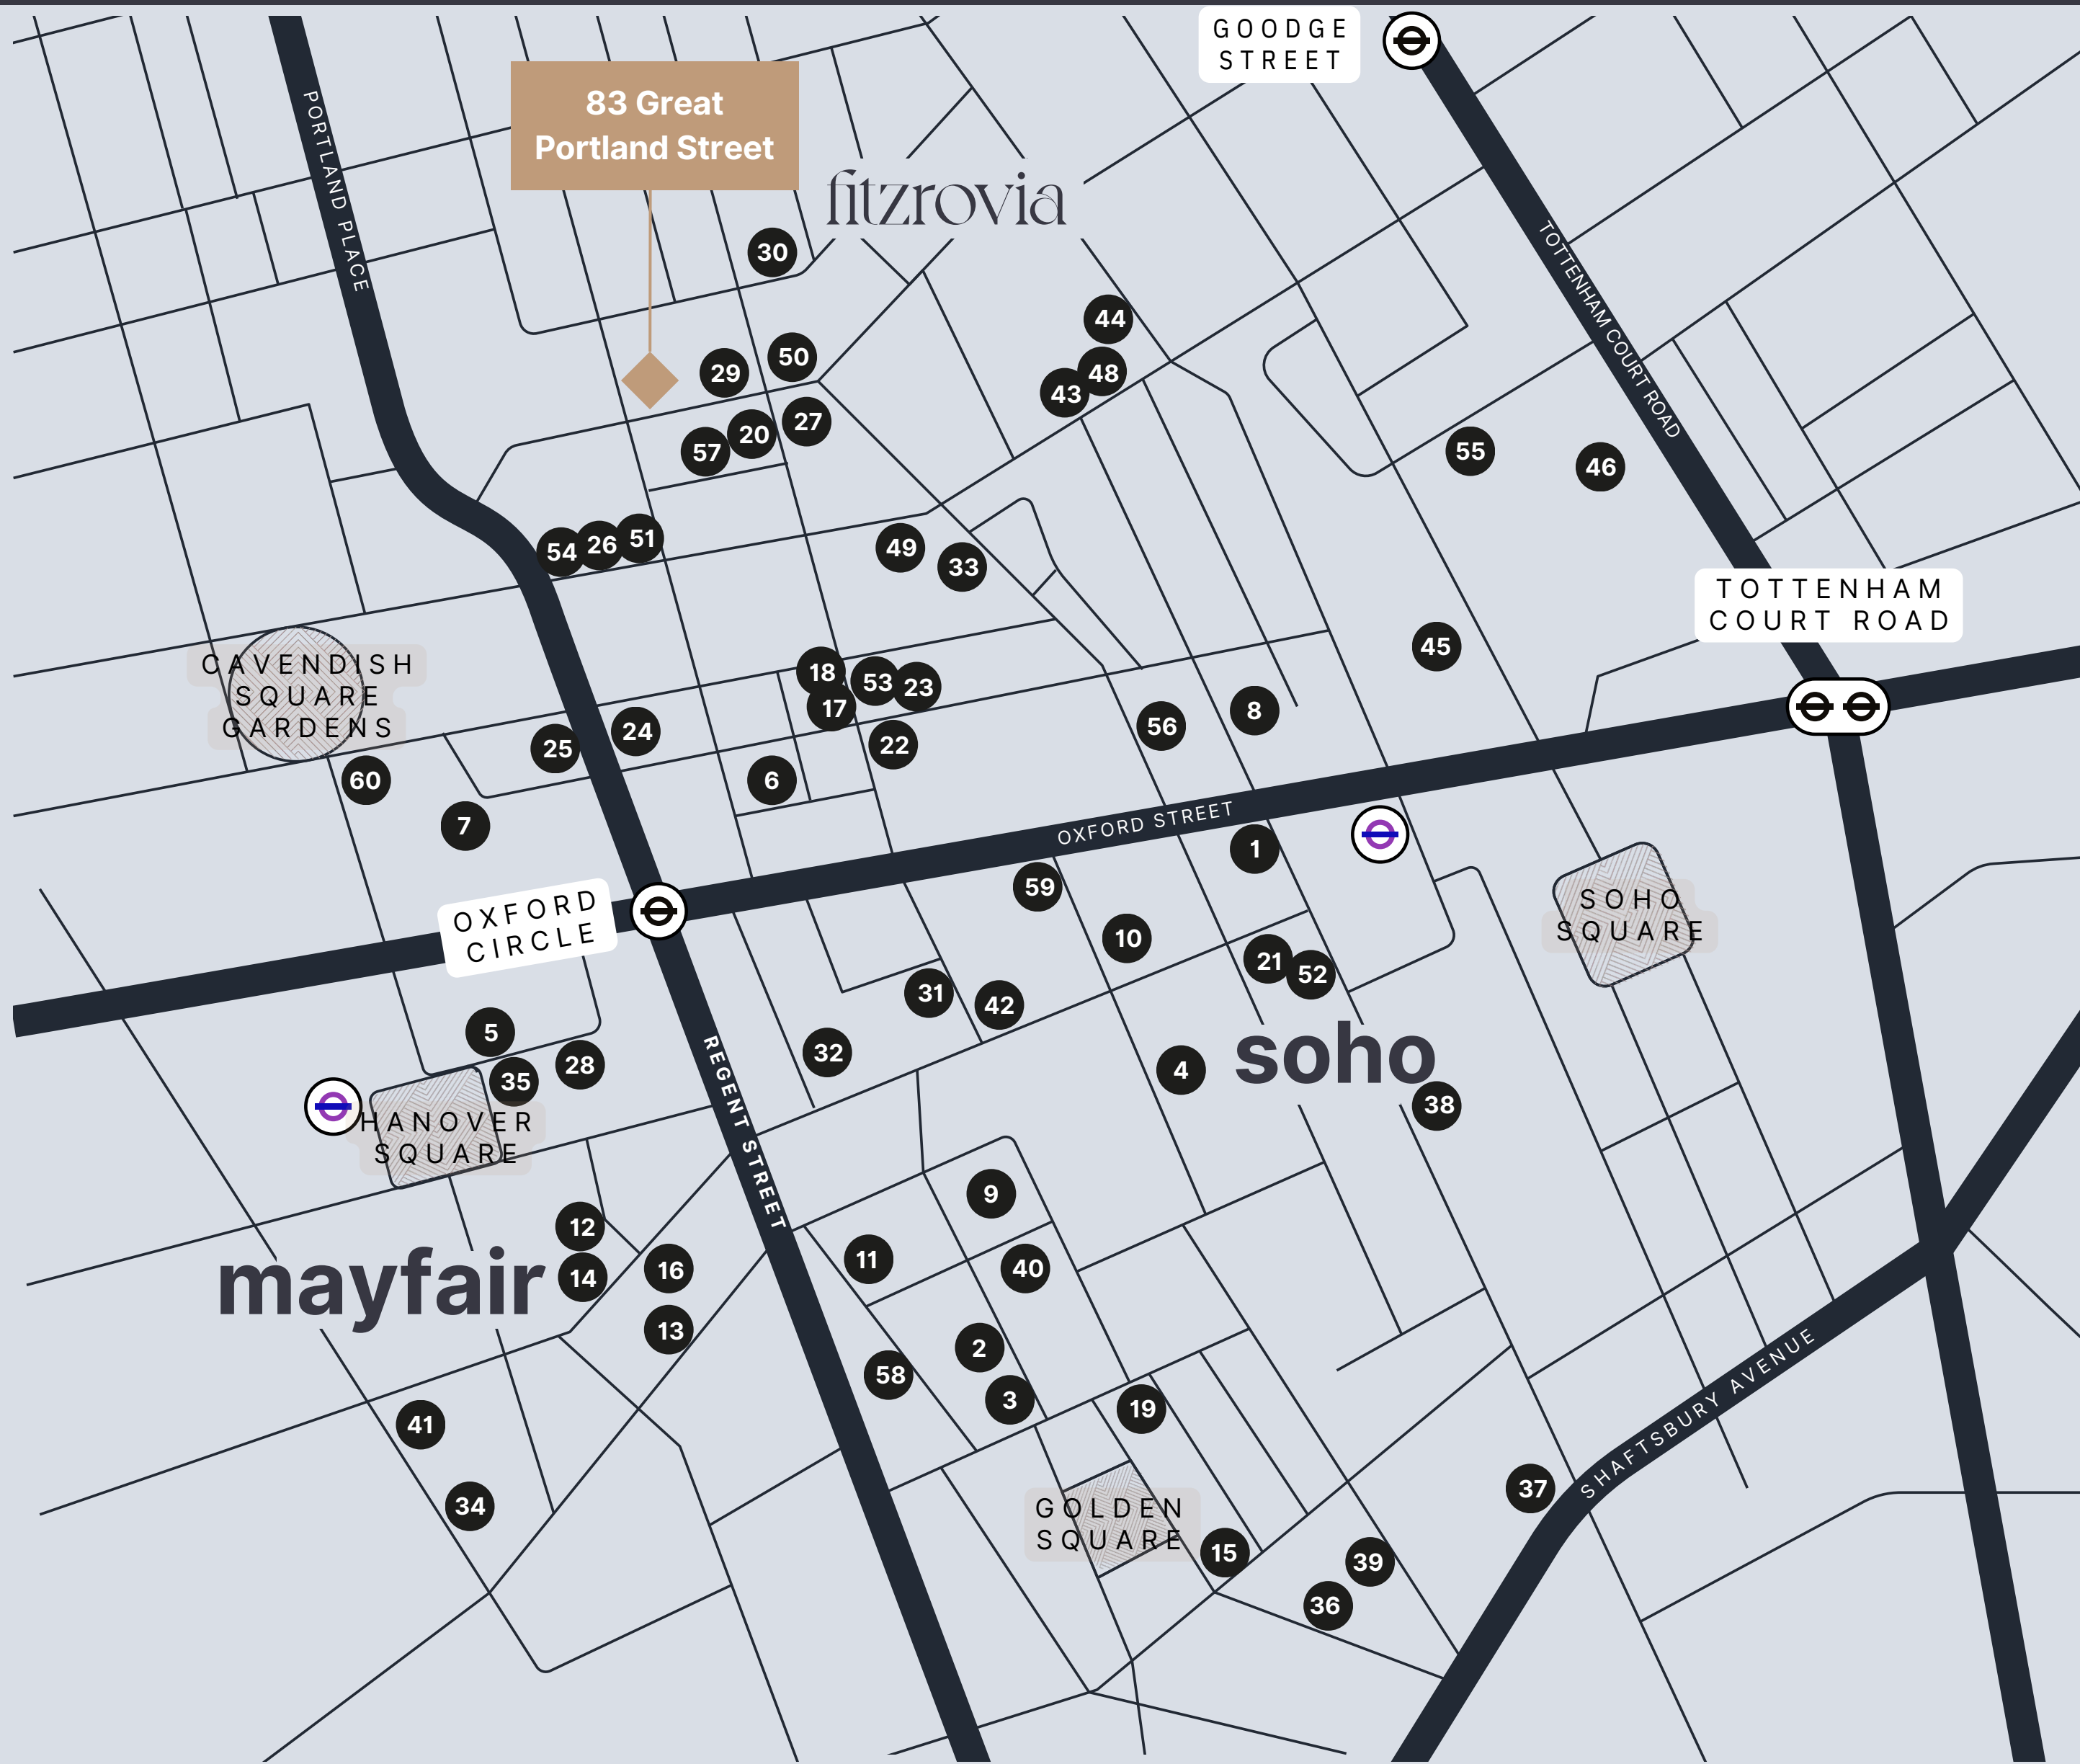 GOODGE
STREET
83 Great
Portland Street
PORTLAND PLACE
fitzrovia
TOTTENHAM COURT ROAD
30
44
50
29
48
43
27
20
57
55
46
51
26
54
49
33
TOTTENHAM
COURT ROAD
45
CAVENDISH
SQUARE
GARDENS
18
53
23
17
8
56
24
22
25
60
6
7
OXFORD STREET
1
59
OXFORD
CIRCLE
SOHO
SQUARE
10
21
52
31
42
5
32
28
35
REGENT STREET
soho
4
38
HANOVER
SQUARE
9
12
11
40
16
14
mayfair
13
2
58
3
19
SHAFTSBURY AVENUE
41
34
37
GOLDEN
SQUARE
15
39
36